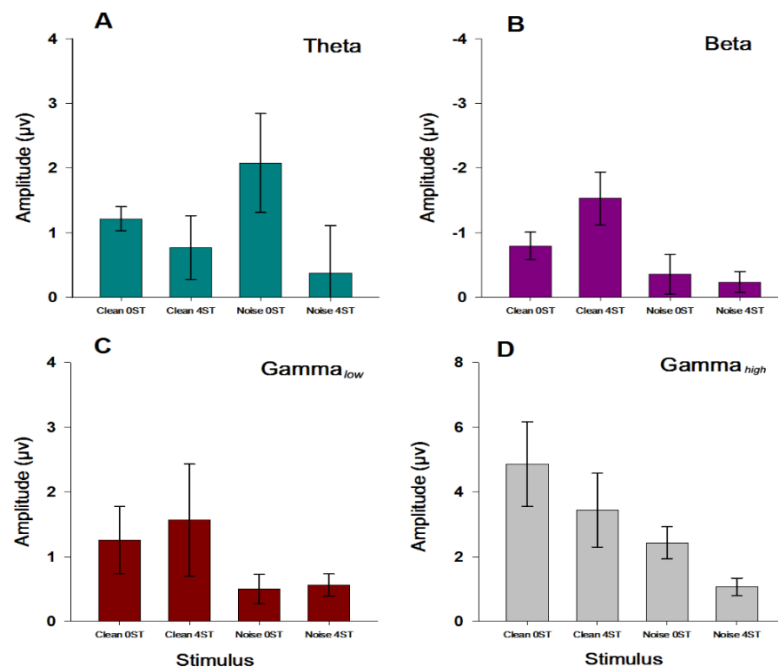 A
Theta
4
3
2
1
0
Amplitude (μv)
Clean 0ST Clean 4ST Noise 0ST Noise 4ST
B
Beta
-4
-3
-2
-1
0
Amplitude (μv)
Clean 0ST Clean 4ST Noise 0ST Noise 4ST
C
Gammalow
4
3
2
1
0
Amplitude (μv)
Clean 0ST Clean 4ST Noise 0ST Noise 4ST
Stimulus
D
Gamma high
8
6
4
2
0
Amplitude (μv)
Clean 0ST Clean 4ST Noise 0ST Noise 4ST
Stimulus